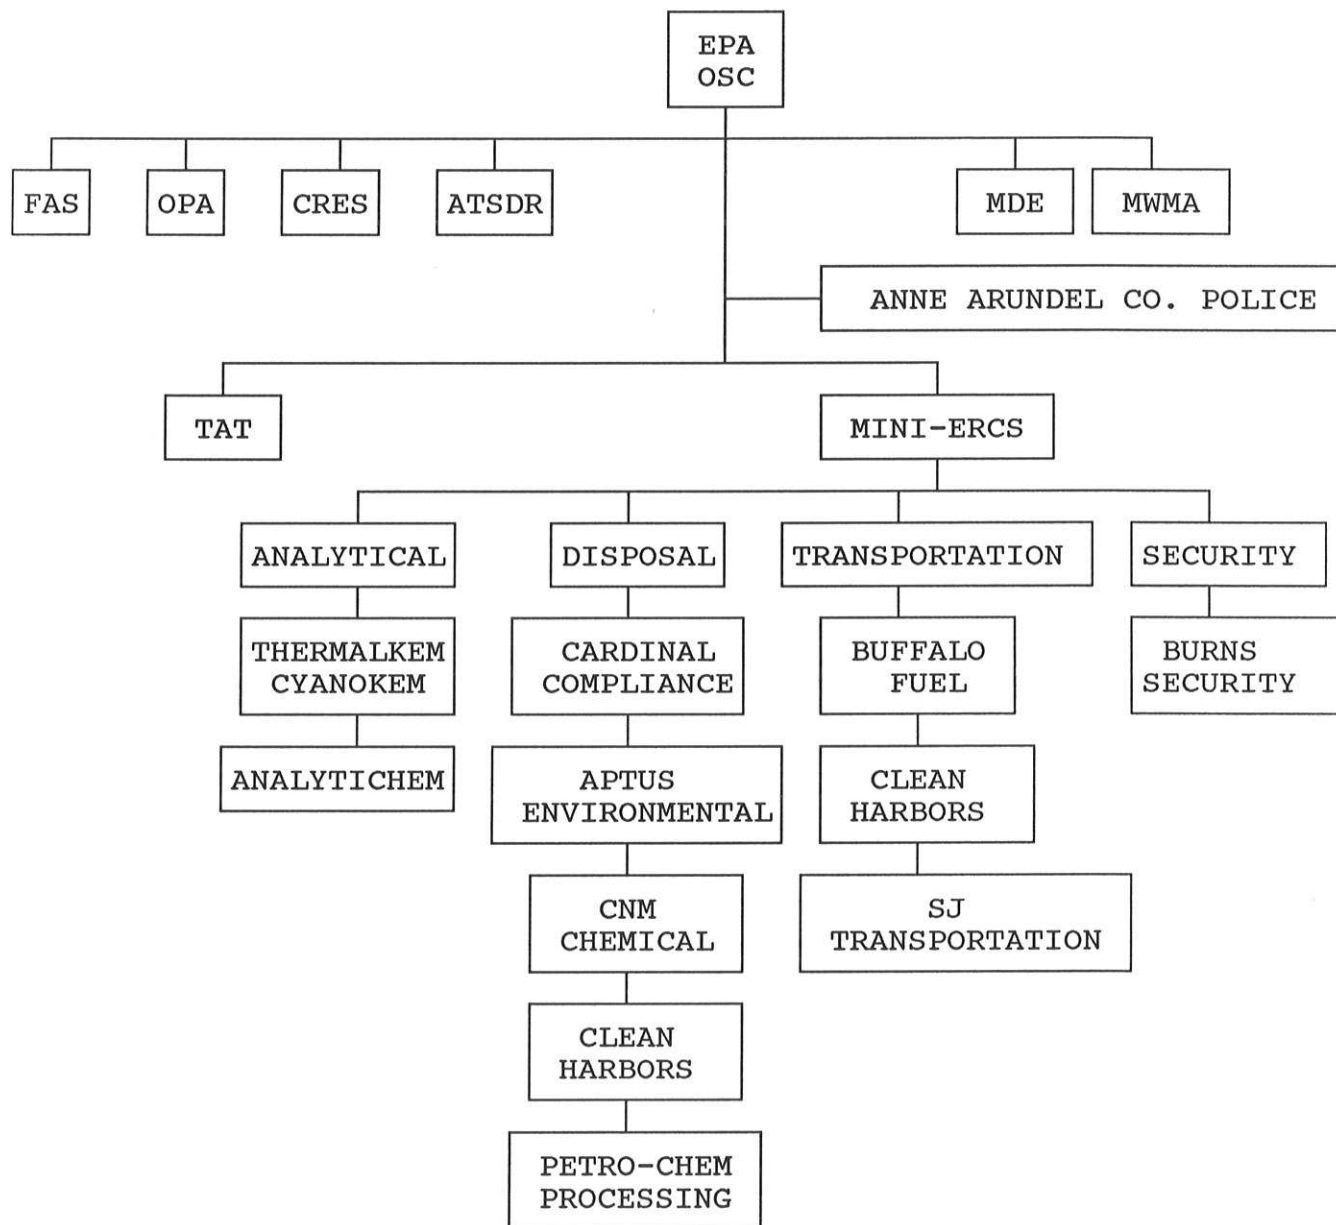 EPA
OSC
FAS
OPA
CRES
ATSDR
MDE
MWMA
ANNE ARUNDEL CO. POLICE
TAT
MINI-ERCS
ANALYTICAL
DISPOSAL
TRANSPORTATION
SECURITY
THERMALKEM
CYANOKEM
CARDINAL
COMPLIANCE
BUFFALO
FUEL
BURNS
SECURITY
ANALYTICHEM
APTUS
ENVIRONMENTAL
CLEAN
HARBORS
CNM
CHEMICAL
SJ
TRANSPORTATION
CLEAN
HARBORS
PETRO-CHEM
PROCESSING